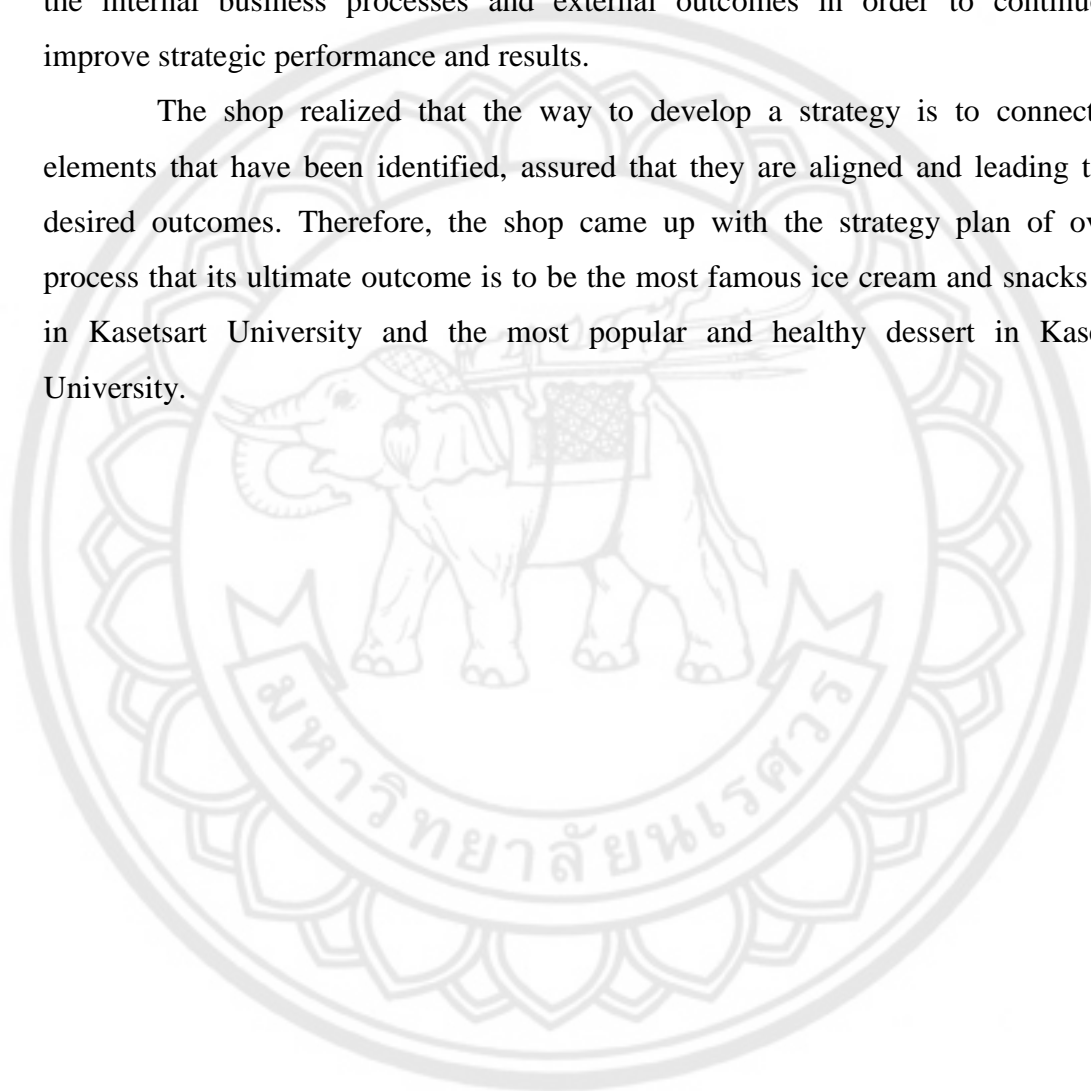 the internal business processes and external outcomes in order to continu
improve strategic performance and results.
The shop realized that the way to develop a strategy is to connect
elements that have been identified, assured that they are aligned and leading t
desired outcomes. Therefore, the shop came up with the strategy plan of ov
process that its ultimate outcome is to be the most famous ice cream and snacks
in Kasetsart University and the most popular and healthy dessert in Kas
University.
มหาวิทยาลัยนเรศวร